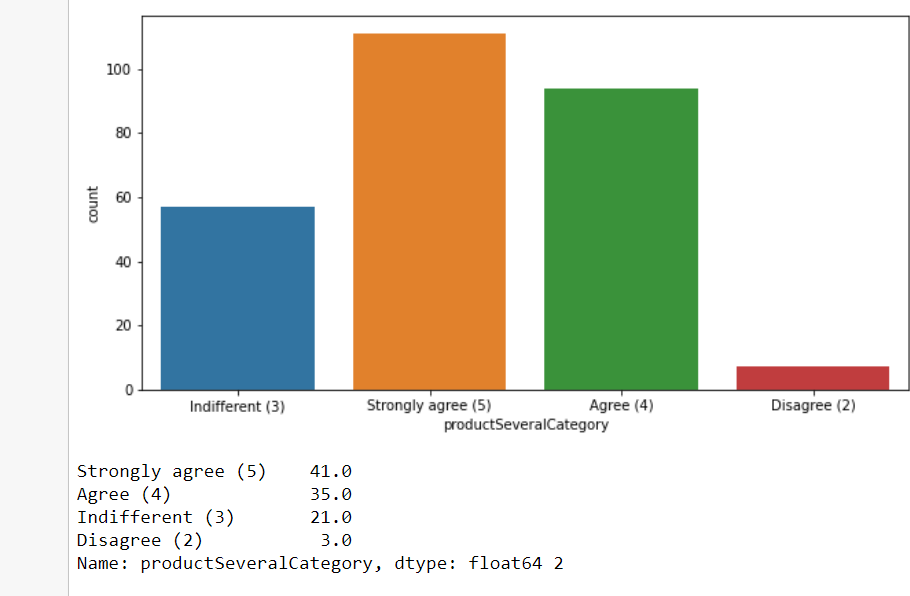 100
80
60
40
20
0
count
Indifferent (3) Strongly agree (5) Agree (4) Disagree (2)
productSeveralCategory
Strongly agree (5) 41.0
Agree (4) 35.0
Indifferent (3) 21.0
Disagree (2) 3.0
Name: productSeveralCategory, dtype: float64 2